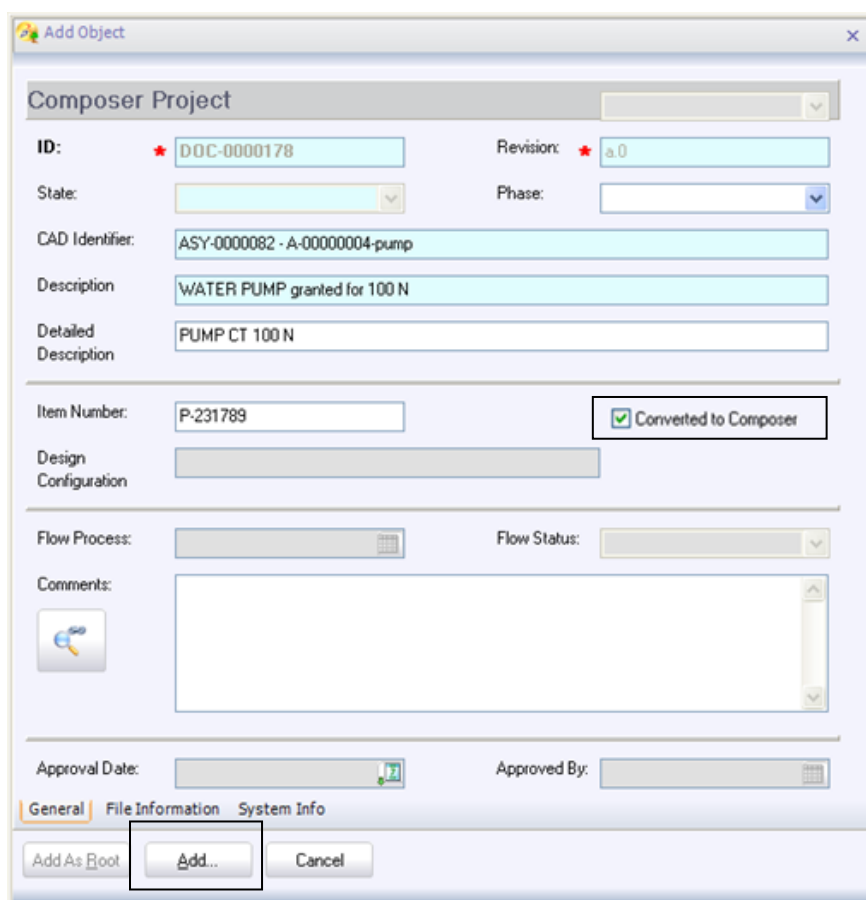 Add Object
Composer Project
ID: * DOC-0000178 Revision: * a.0
State: Phase:
CAD Identifier: ASY-0000082 - A-00000004-pump
Description WATER PUMP granted for 100 N
Detailed
Description PUMP CT 100 N
Item Number: P-231789 Converted to Composer
Design
Configuration
Flow Process: Flow Status:
Comments:
Approval Date: Approved By:
General File Information System Info
Add As Root Add... Cancel